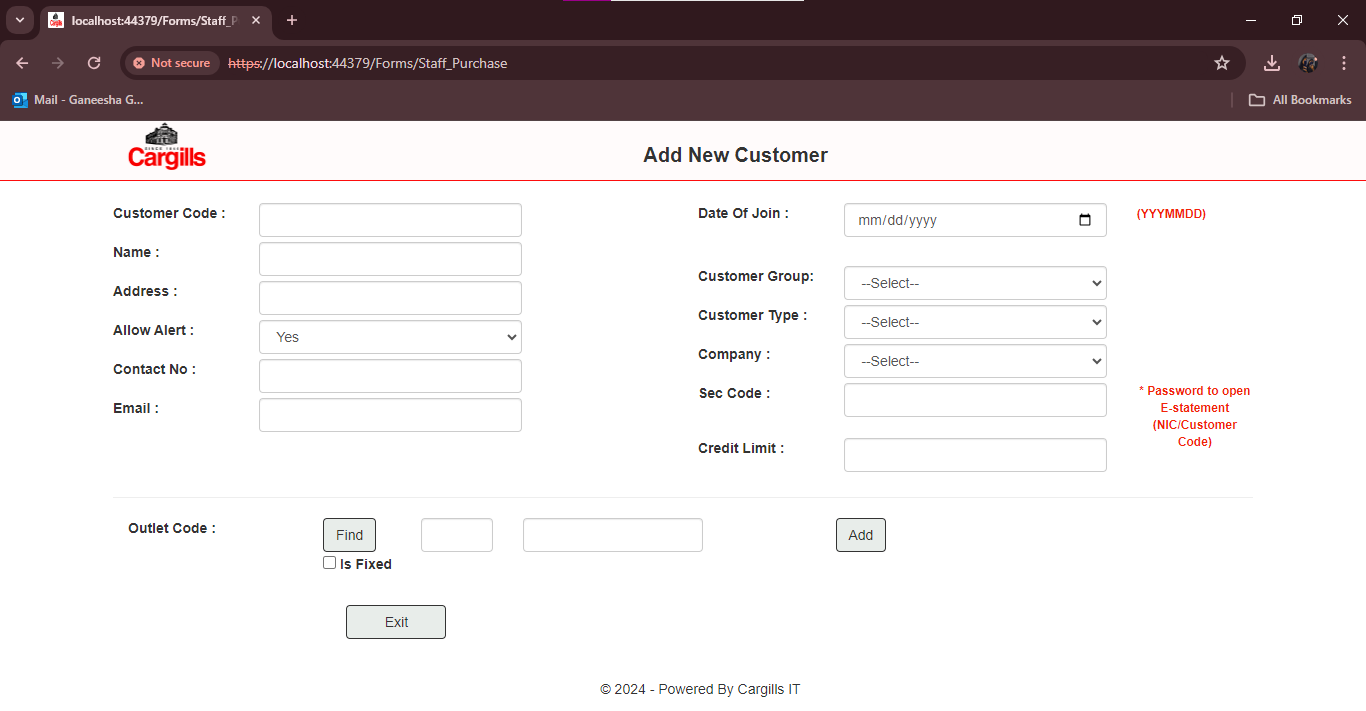 localhost:44379/Forms/Staff_P
Not secure
https://localhost:44379/Forms/Staff_Purchase
Mail - Ganeesha G...
All Bookmarks
SINCE 1844
Cargills
Add New Customer
Customer Code :
Name :
Address :
Allow Alert :
Yes
Contact No :
Email :
Date Of Join :
mm/dd/yyyy
(YYYMMDD)
Customer Group:
--Select--
Customer Type :
--Select--
Company :
--Select--
Sec Code :
* Password to open
E-statement
(NIC/Customer
Code)
Credit Limit :
Outlet Code :
Find
Add
Is Fixed
Exit
© 2024 - Powered By Cargills IT